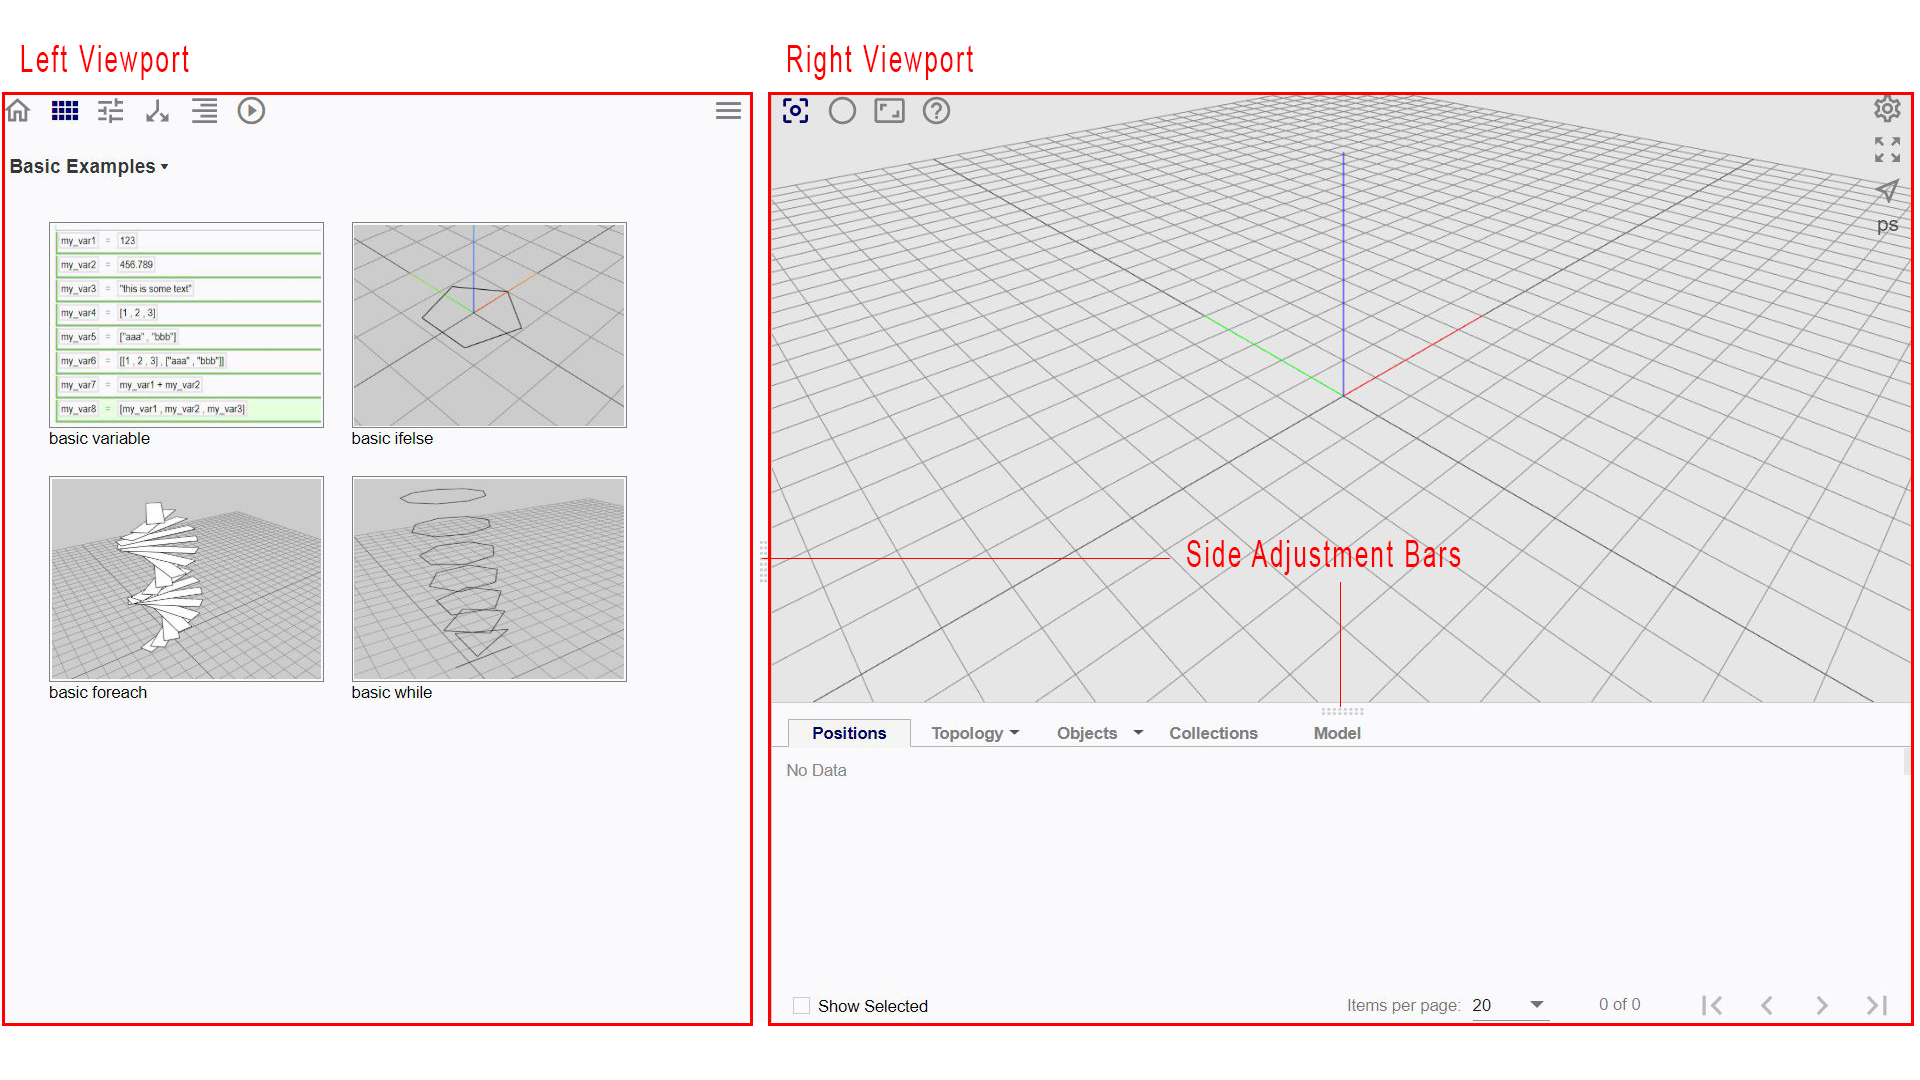 Left Viewport
Right Viewport
Basic Examples
my_var1 = 123
my_var2 = 456.789
my_var3 = "this is some text"
my_var4 = [1 , 2 , 3]
my_var5 = ["aaa" , "bbb"]
my_var6 = [[1 , 2 , 3] , ["aaa" , "bbb"]]
my_var7 = my_var1 + my_var2
my_var8 = [my_var1 , my_var2 , my_var3]
basic variable
basic ifelse
basic foreach
basic while
ps
Side Adjustment Bars
Positions Topology Objects Collections Model
No Data
Show Selected
Items per page: 20 0 of 0